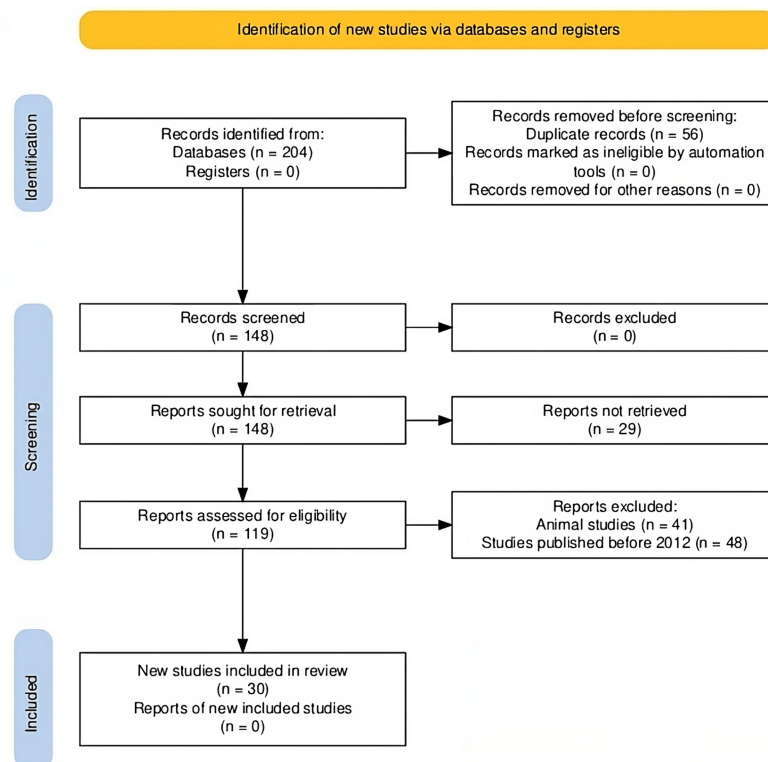 Identification of new studies via databases and registers
Identification
Records identified from:
Databases (n = 204)
Registers (n = 0)
Records removed before screening:
Duplicate records (n = 56)
Records marked as ineligible by automation
tools (n = 0)
Records removed for other reasons (n = 0)
Screening
Records screened
(n = 148)
Records excluded
(n = 0)
Reports sought for retrieval
(n = 148)
Reports not retrieved
(n = 29)
Reports assessed for eligibility
(n = 119)
Reports excluded:
Animal studies (n = 41)
Studies published before 2012 (n = 48)
Included
New studies included in review
(n = 30)
Reports of new included studies
(n = 0)